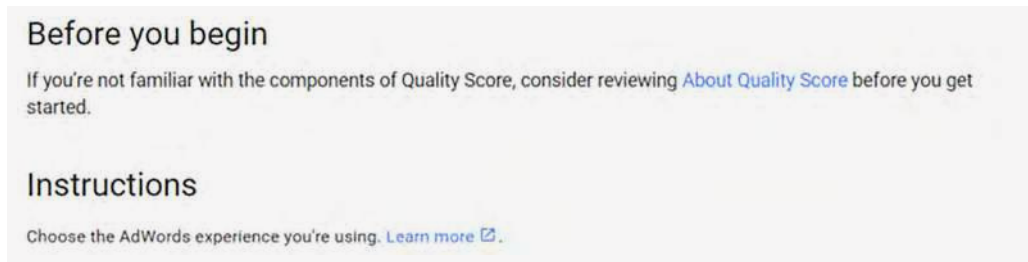 Before you begin
If you're not familiar with the components of Quality Score, consider reviewing About Quality Score before you get
started.
Instructions
Choose the AdWords experience you're using. Learn more.